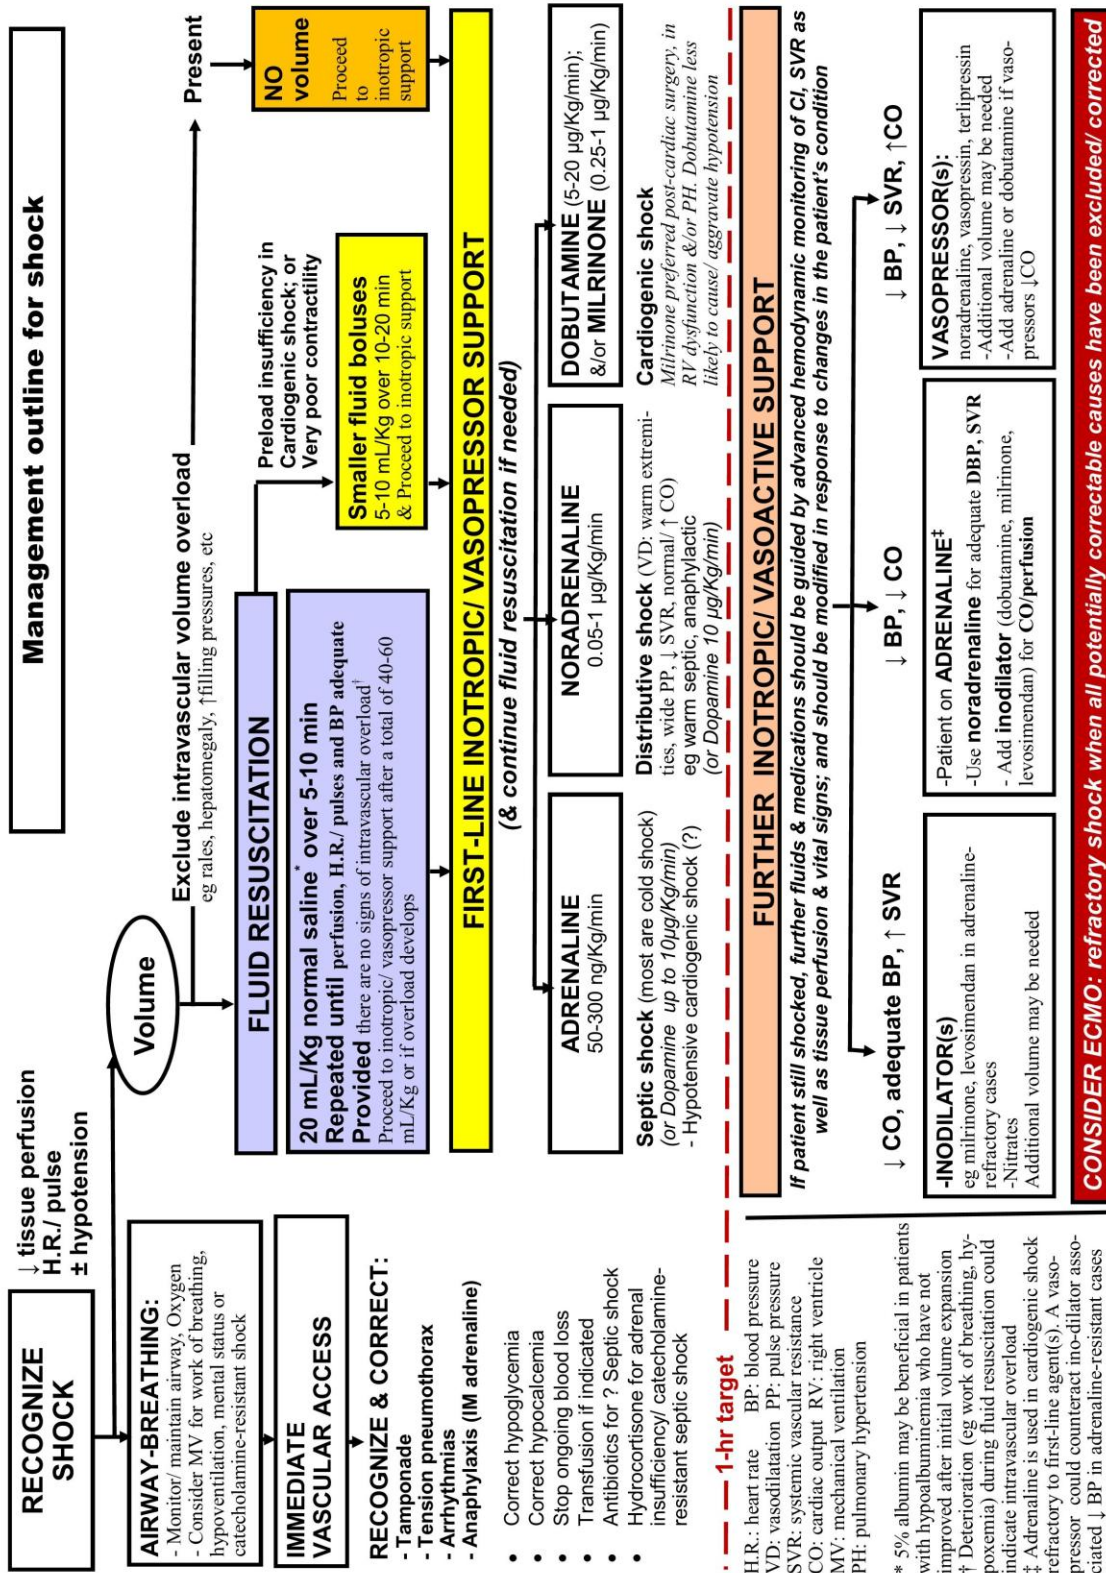 Management outline for shock
RECOGNIZE
SHOCK
↓ tissue perfusion
H.R./ pulse
± hypotension
AIRWAY-BREATHING:
- Monitor/ maintain airway, Oxygen
- Consider MV for work of breathing,
hypoventilation, mental status or
catecholamine-resistant shock
IMMEDIATE
VASCULAR ACCESS
RECOGNIZE & CORRECT:
- Tamponade
- Tension pneumothorax
- Arrhythmias
- Anaphylaxis (IM adrenaline)
• Correct hypoglycemia
• Correct hypocalcemia
• Stop ongoing blood loss
• Transfusion if indicated
• Antibiotics for ? Septic shock
• Hydrocortisone for adrenal
insufficiency/ catecholamine-
resistant septic shock
Volume
Exclude intravascular volume overload
eg rales, hepatomegaly, ↑filling pressures, etc
Present
NO
volume
Proceed
to
inotropic
support
FLUID RESUSCITATION
20 mL/Kg normal saline* over 5-10 min
Repeated until perfusion, H.R./ pulses and BP adequate
Provided there are no signs of intravascular overload†
Proceed to inotropic/ vasopressor support after a total of 40-60
mL/Kg or if overload develops
Preload insufficiency in
Cardiogenic shock; or
Very poor contractility
Smaller fluid boluses
5-10 mL/Kg over 10-20 min
& Proceed to inotropic support
FIRST-LINE INOTROPIC/ VASOPRESSOR SUPPORT
(& continue fluid resuscitation if needed)
ADRENALINE
50-300 ng/Kg/min
Septic shock (most are cold shock)
(or Dopamine up to 10µg/Kg/min)
- Hypotensive cardiogenic shock (?)
NORADRENALINE
0.05-1 µg/Kg/min
Distributive shock (VD: warm extremi-
ties, wide PP, ↓ SVR, normal/ ↑ CO)
eg warm septic, anaphylactic
(or Dopamine 10 µg/Kg/min)
DOBUTAMINE (5-20 µg/Kg/min);
&/or MILRINONE (0.25-1 µg/Kg/min)
Cardiogenic shock
Milrinone preferred post-cardiac surgery, in
RV dysfunction &/or PH. Dobutamine less
likely to cause/ aggravate hypotension
1-hr target
FURTHER INOTROPIC/ VASOACTIVE SUPPORT
If patient still shocked, further fluids & medications should be guided by advanced hemodynamic monitoring of CI, SVR as
well as tissue perfusion & vital signs; and should be modified in response to changes in the patient's condition
↓ CO, adequate BP, ↑ SVR
-INODILATOR(s)
eg milrinone, levosimendan in adrenaline-
refractory cases
-Nitrates
Additional volume may be needed
↓ BP, ↓ CO
-Patient on ADRENALINE‡
-Use noradrenaline for adequate DBP, SVR
- Add inodilator (dobutamine, milrinone,
levosimendan) for CO/perfusion
↓ BP, ↓ SVR, ↑CO
VASOPRESSOR(s):
noradrenaline, vasopressin, terlipressin
-Additional volume may be needed
-Add adrenaline or dobutamine if vaso-
pressors ↓CO
CONSIDER ECMO: refractory shock when all potentially correctable causes have been excluded/ corrected
H.R.: heart rate BP: blood pressure
VD: vasodilation PP: pulse pressure
SVR: systemic vascular resistance
CO: cardiac output RV: right ventricle
MV: mechanical ventilation
PH: pulmonary hypertension
* 5% albumin may be beneficial in patients
with hypoalbuminemia who have not
improved after initial volume expansion
† Deterioration (eg work of breathing, hy-
poxemia) during fluid resuscitation could
indicate intravascular overload
‡ Adrenaline is used in cardiogenic shock
refractory to first-line agent(s). A vaso-
pressor could counteract ino-dilator asso-
ciated ↓ BP in adrenaline-resistant cases